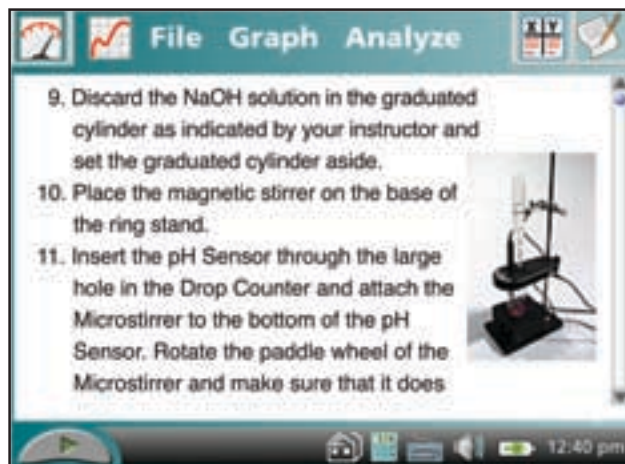 File Graph Analyze
X Y
9. Discard the NaOH solution in the graduated
cylinder as indicated by your instructor and
set the graduated cylinder aside.
10. Place the magnetic stirrer on the base of
the ring stand.
11. Insert the pH Sensor through the large
hole in the Drop Counter and attach the
Microstirrer to the bottom of the pH
Sensor. Rotate the paddle wheel of the
Microstirrer and make sure that it does
12:40 pm